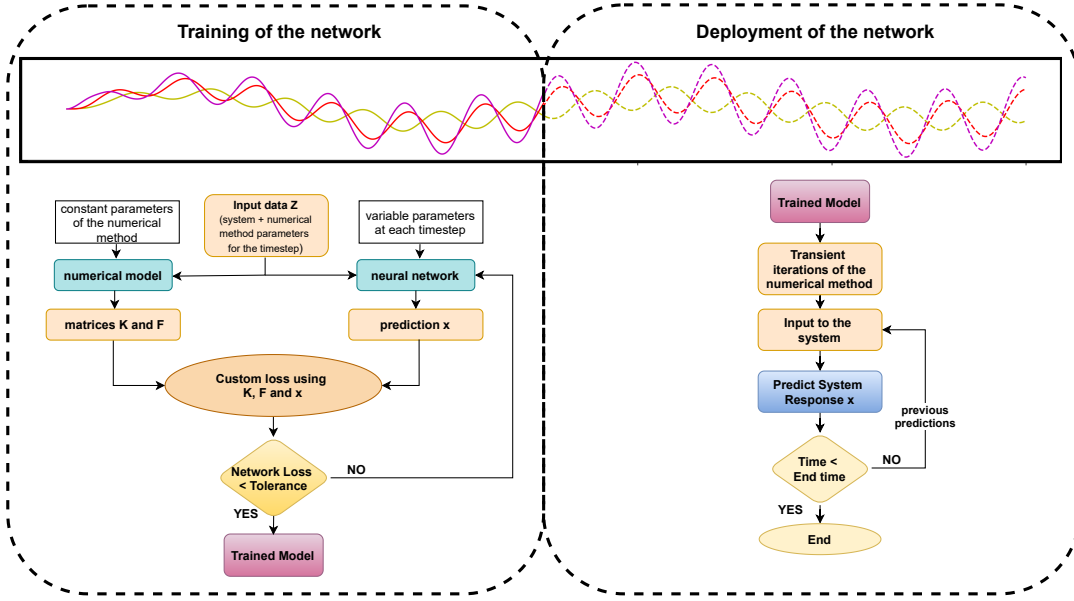 Training of the network
constant parameters
of the numerical
method
Input data Z
(system + numerical
method parameters
for the timestep)
variable parameters
at each timestep
numerical model
neural network
matrices K and F
prediction x
Custom loss using
K, F and x
Network Loss
< Tolerance
NO
YES
Trained Model
Deployment of the network
Trained Model
Transient
iterations of the
numerical method
Input to the
system
Predict System
Response x
previous
predictions
Time <
End time
NO
YES
End